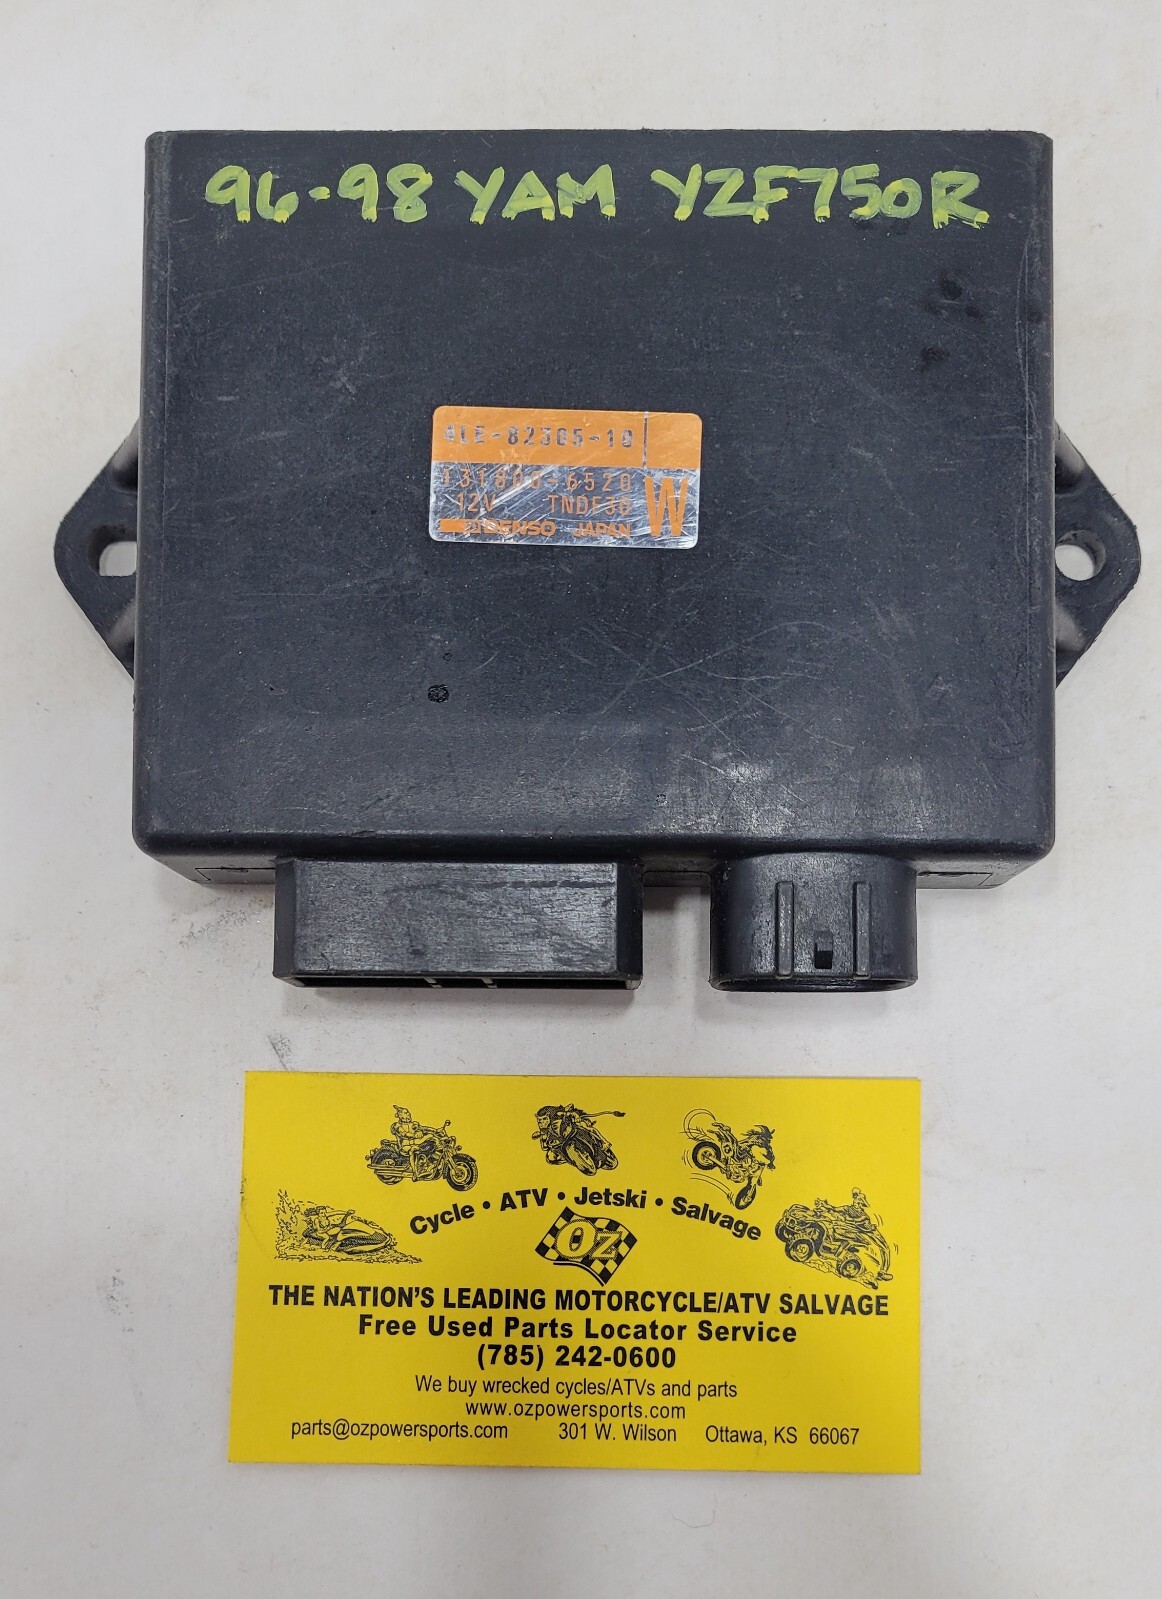 96-98 YAM YZF750R
4LE-82305-10
131800-6520
12V TNDF30
W
DENSO JAPAN
Cycle • ATV • Jetski • Salvage
Oz
THE NATION'S LEADING MOTORCYCLE/ATV SALVAGE
Free Used Parts Locator Service
(785) 242-0600
We buy wrecked cycles/ATVs and parts
www.ozpowersports.com
parts@ozpowersports.com 301 W. Wilson Ottawa, KS 66067